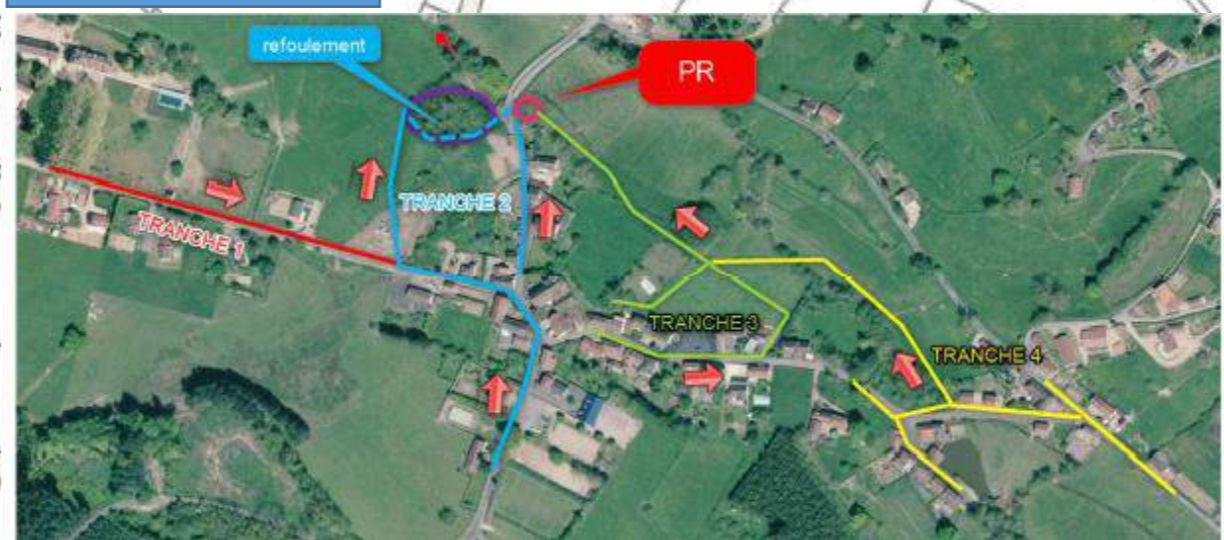 refoulement
PR
TRANCHE 2
TRANCHE 1
TRANCHE 3
TRANCHE 4